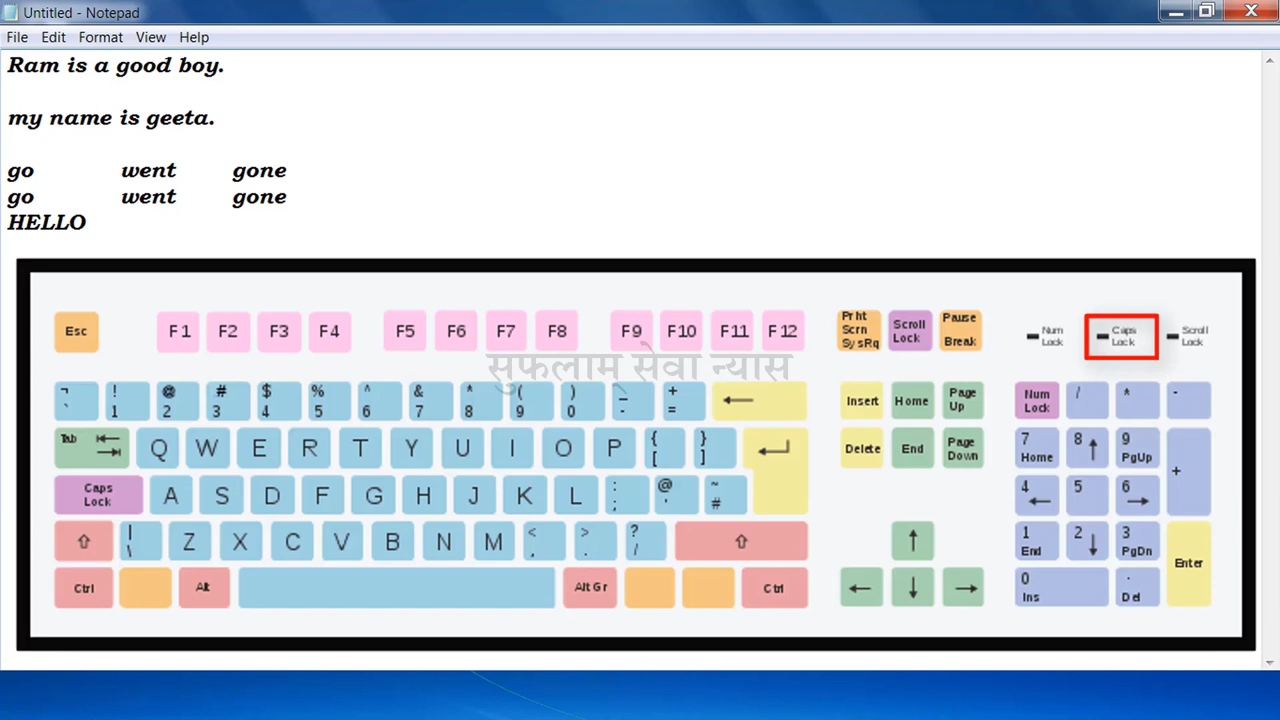 Untitled - Notepad
File Edit Format View Help
Ram is a good boy.
my name is geeta.
go went gone
go went gone
HELLO
Esc F1 F2 F3 F4 F5 F6 F7 F8 F9 F10 F11 F12 Prnt Scrn SysRq Scroll Lock Pause Break Num Lock Caps Lock Scroll Lock
सुफलाम सेवा न्यास
¬ ! @ # $ % ^ & * ( ) _ +
` 1 2 3 4 5 6 7 8 9 0 - = ← Insert Home Page Up Num Lock / * -
Tab Q W E R T Y U I O P { [ } ] Delete End Page Down 7 Home 8 ↑ 9 PgUp +
Caps Lock A S D F G H J K L : ; @ ' ~ # 4 ← 5 6 →
⇧ | \ Z X C V B N M < , > . ? / ⇧ ↑ 1 End 2 ↓ 3 PgDn Enter
Ctrl Alt Alt Gr Ctrl ← ↓ → 0 Ins . Del